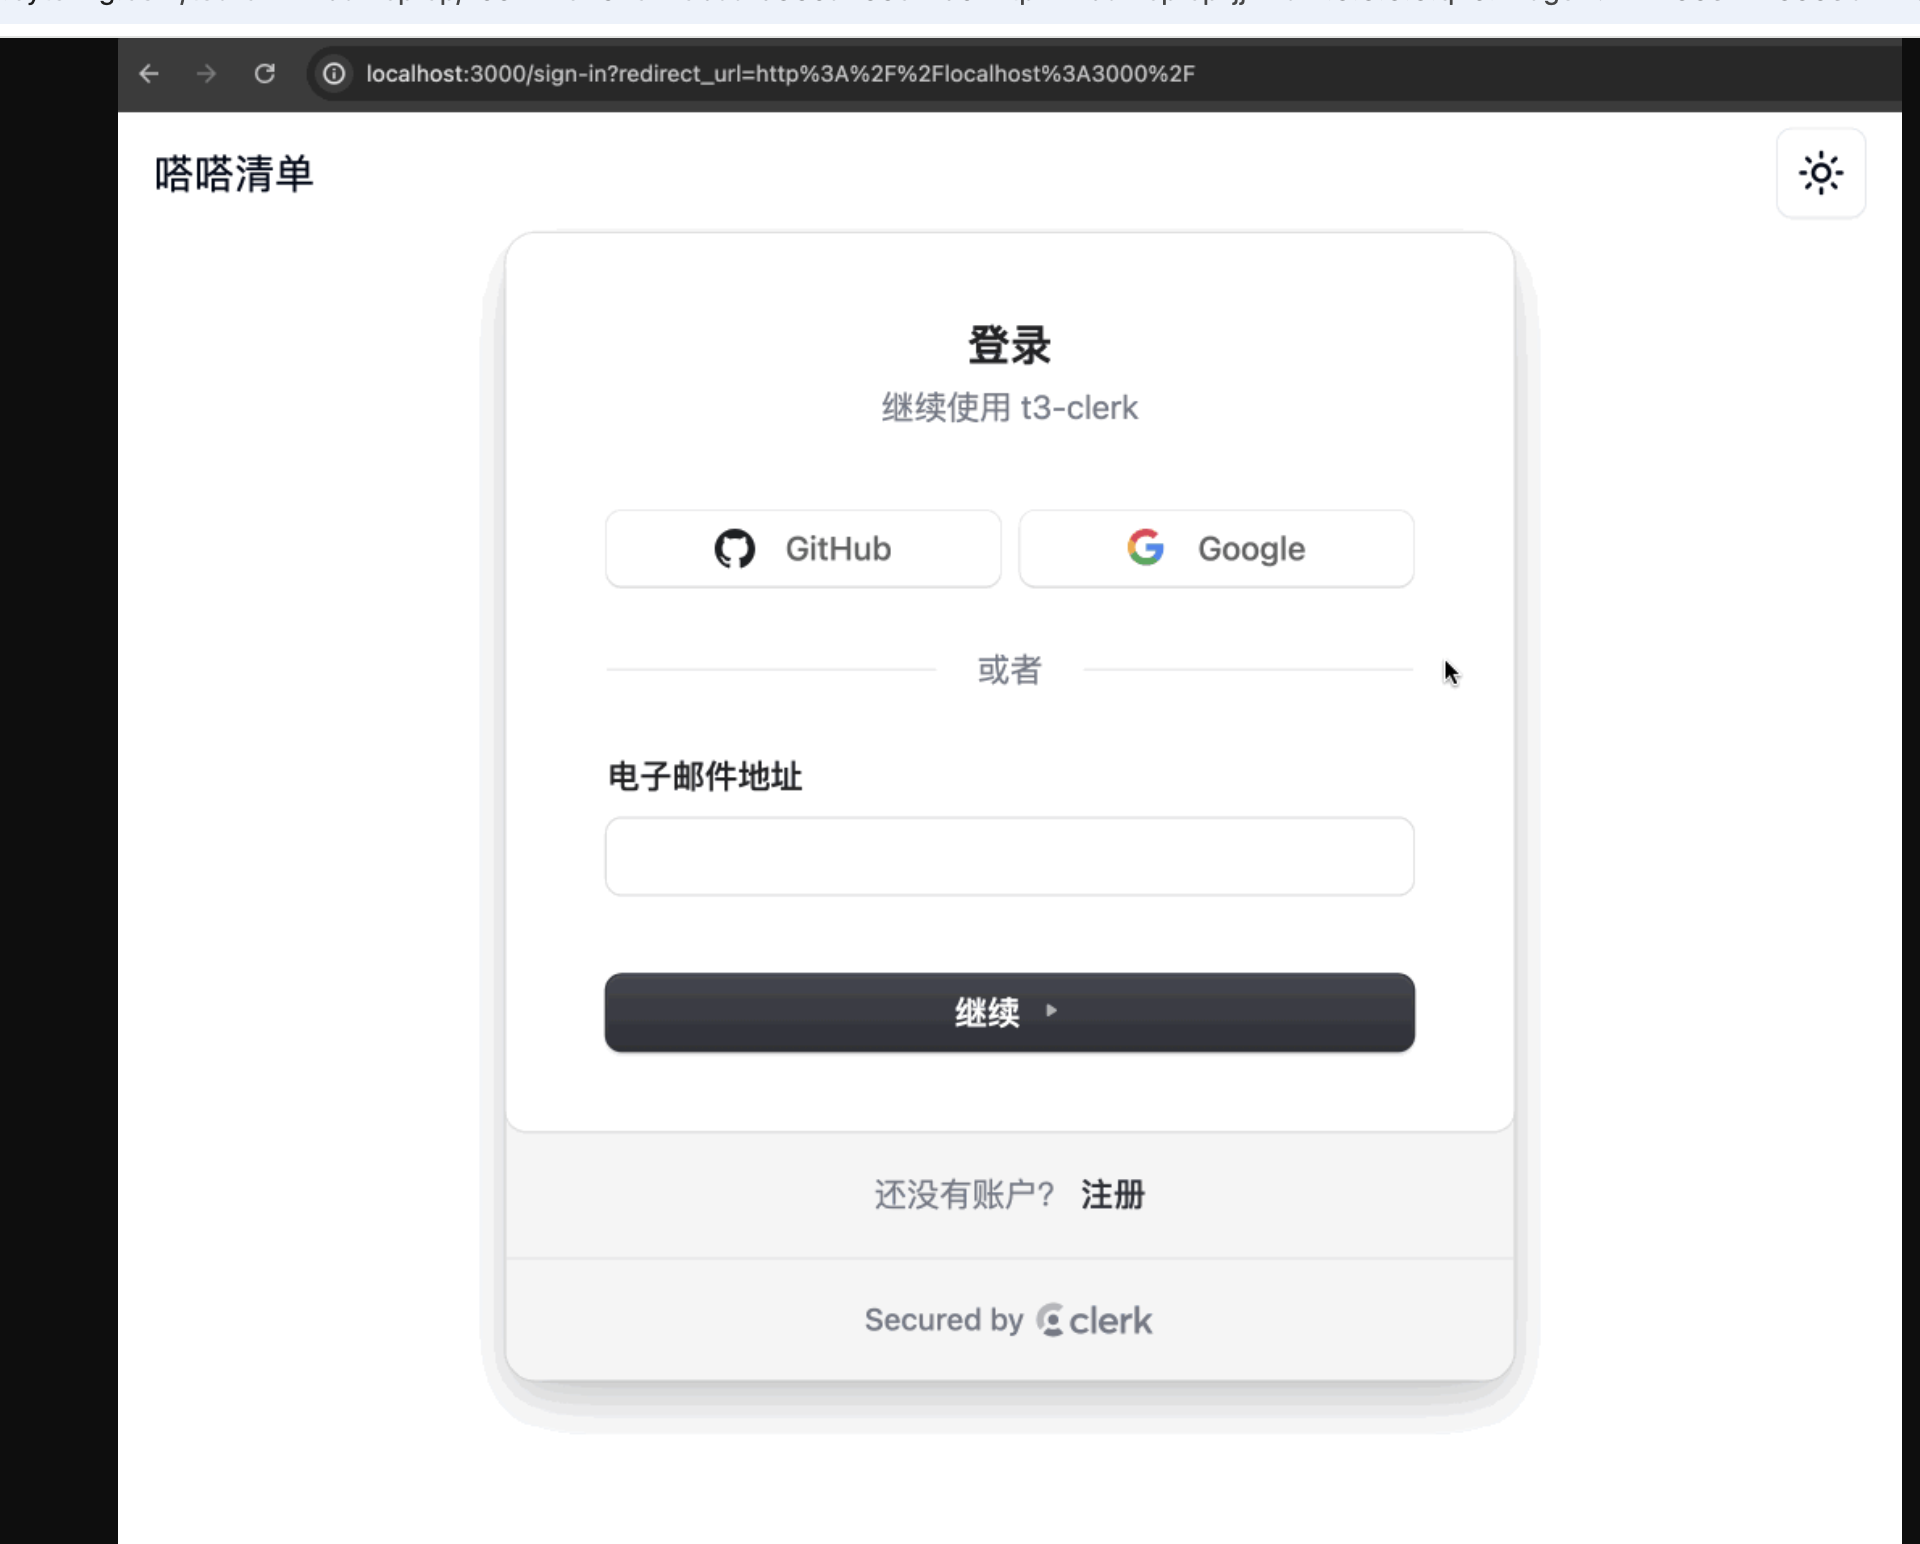 localhost:3000/sign-in?redirect_url=http%3A%2F%2Flocalhost%3A3000%2F
嗒嗒清单
登录
继续使用 t3-clerk
GitHub
Google
或者
电子邮件地址
继续
还没有账户? 注册
Secured by clerk